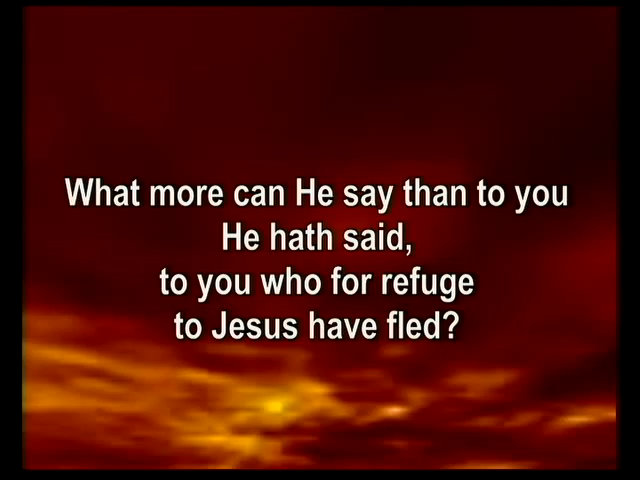 What more can He say than to you
He hath said,
to you who for refuge
to Jesus have fled?